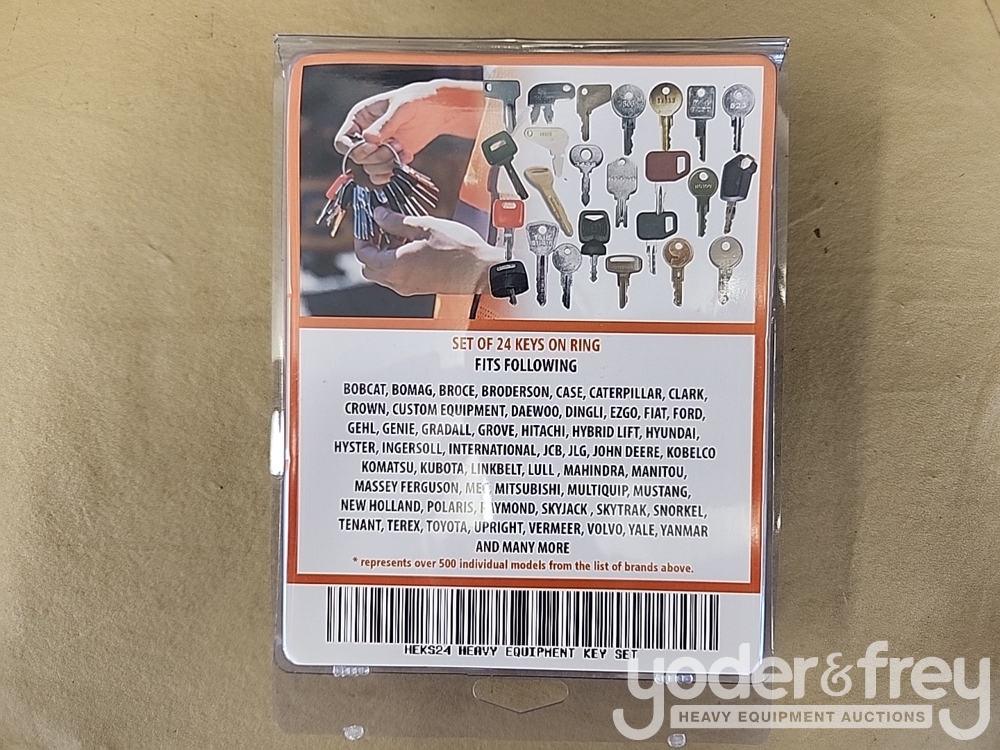 SET OF 24 KEYS ON RING
FITS FOLLOWING
BOBCAT, BOMAG, BROCE, BRODERSON, CASE, CATERPILLAR, CLARK,
CROWN, CUSTOM EQUIPMENT, DAEWOO, DINGLI, EZGO, FIAT, FORD,
GEHL, GENIE, GRADALL, GROVE, HITACHI, HYBRID LIFT, HYUNDAI,
HYSTER, INGERSOLL, INTERNATIONAL, JCB, JLG, JOHN DEERE, KOBELCO
KOMATSU, KUBOTA, LINKBELT, LULL , MAHINDRA, MANITOU,
MASSEY FERGUSON, MEC, MITSUBISHI, MULTIQUIP, MUSTANG,
NEW HOLLAND, POLARIS, RAYMOND, SKYJACK , SKYTRAK, SNORKEL,
TENANT, TEREX, TOYOTA, UPRIGHT, VERMEER, VOLVO, YALE, YANMAR
AND MANY MORE
* represents over 500 individual models from the list of brands above.
HEKS24 HEAVY EQUIPMENT KEY SET
yoder&frey
HEAVY EQUIPMENT AUCTIONS